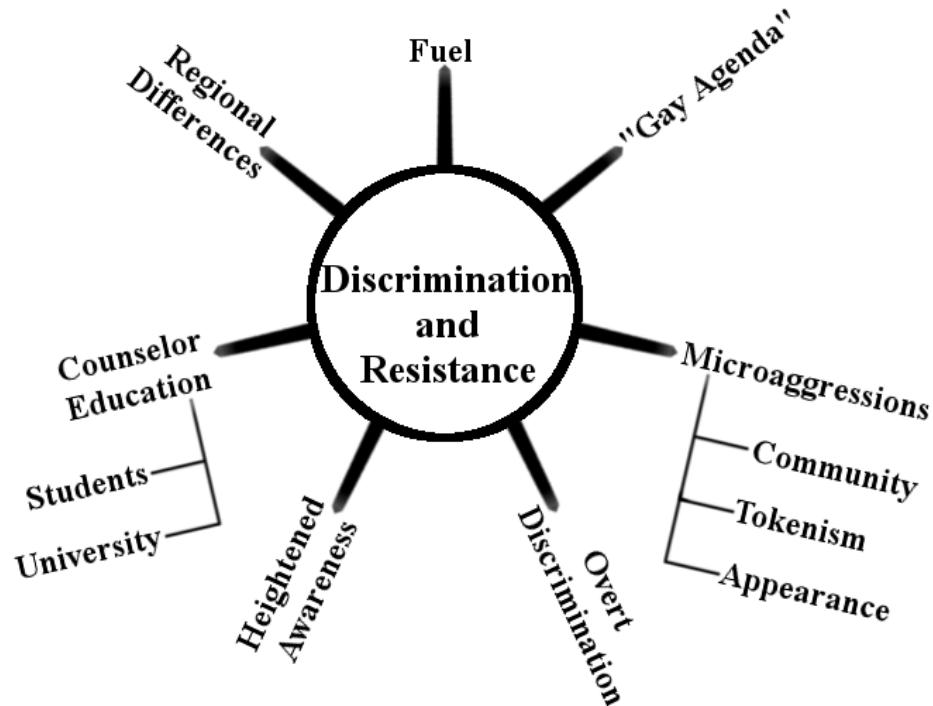 Fuel
"Gay Agenda"
Regional
Differences
Discrimination
and
Resistance
Counselor
Education
Students
University
Microaggressions
Community
Tokenism
Appearance
Heightened
Awareness
Overt
Discrimination